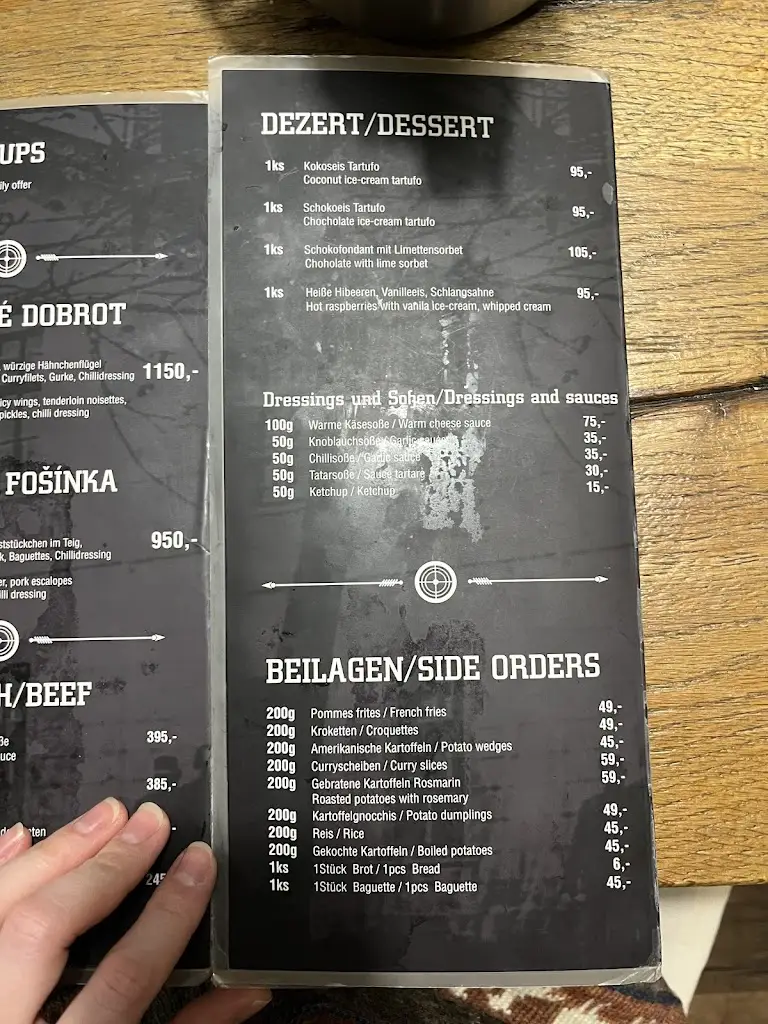 UPS
ily offer
É DOBROT
würzige Hähnchenflügel
Curryfilets, Gurke, Chillidressing 1150,-
icy wings, tenderloin noisettes,
pickles, chilli dressing
FOŠÍNKA
ststückchen im Teig, 950,-
k, Baguettes, Chillidressing
er, pork escalopes
illi dressing
H/BEEF
ße 395,-
uce
385,-
DEZERT/DESSERT
1ks Kokoseis Tartufo 95,-
Coconut ice-cream tartufo
1ks Schokoeis Tartufo 95,-
Chocholate ice-cream tartufo
1ks Schokofondant mit Limettensorbet 105,-
Choholate with lime sorbet
1ks Heiße Hibeeren, Vanilleeis, Schlangsahne 95,-
Hot raspberries with vanila ice-cream, whipped cream
Dressings und Soßen/Dressings and sauces
100g Warme Käsesoße / Warm cheese sauce 75,-
50g Knoblauchsoße / Garlic sauce 35,-
50g Chillisoße / Garlic sauce 35,-
50g Tatarsoße / Sauce tartare 30,-
50g Ketchup / Ketchup 15,-
BEILAGEN/SIDE ORDERS
200g Pommes frites / French fries 49,-
200g Kroketten / Croquettes 49,-
200g Amerikanische Kartoffeln / Potato wedges 45,-
200g Curryscheiben / Curry slices 59,-
200g Gebratene Kartoffeln Rosmarin 59,-
Roasted potatoes with rosemary
200g Kartoffelgnocchis / Potato dumplings 49,-
200g Reis / Rice 45,-
200g Gekochte Kartoffeln / Boiled potatoes 45,-
1ks 1Stück Brot / 1pcs Bread 6,-
1ks 1Stück Baguette / 1pcs Baguette 45,-